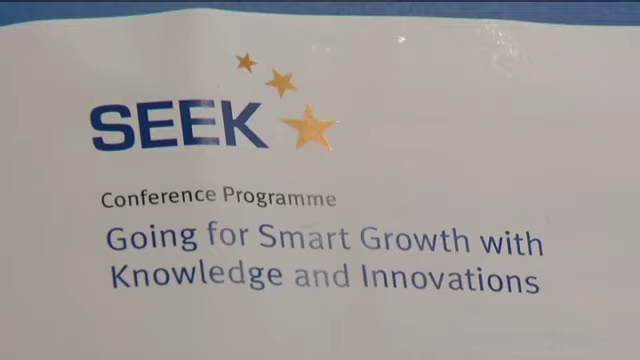 SEEK
Conference Programme
Going for Smart Growth with
Knowledge and Innovations